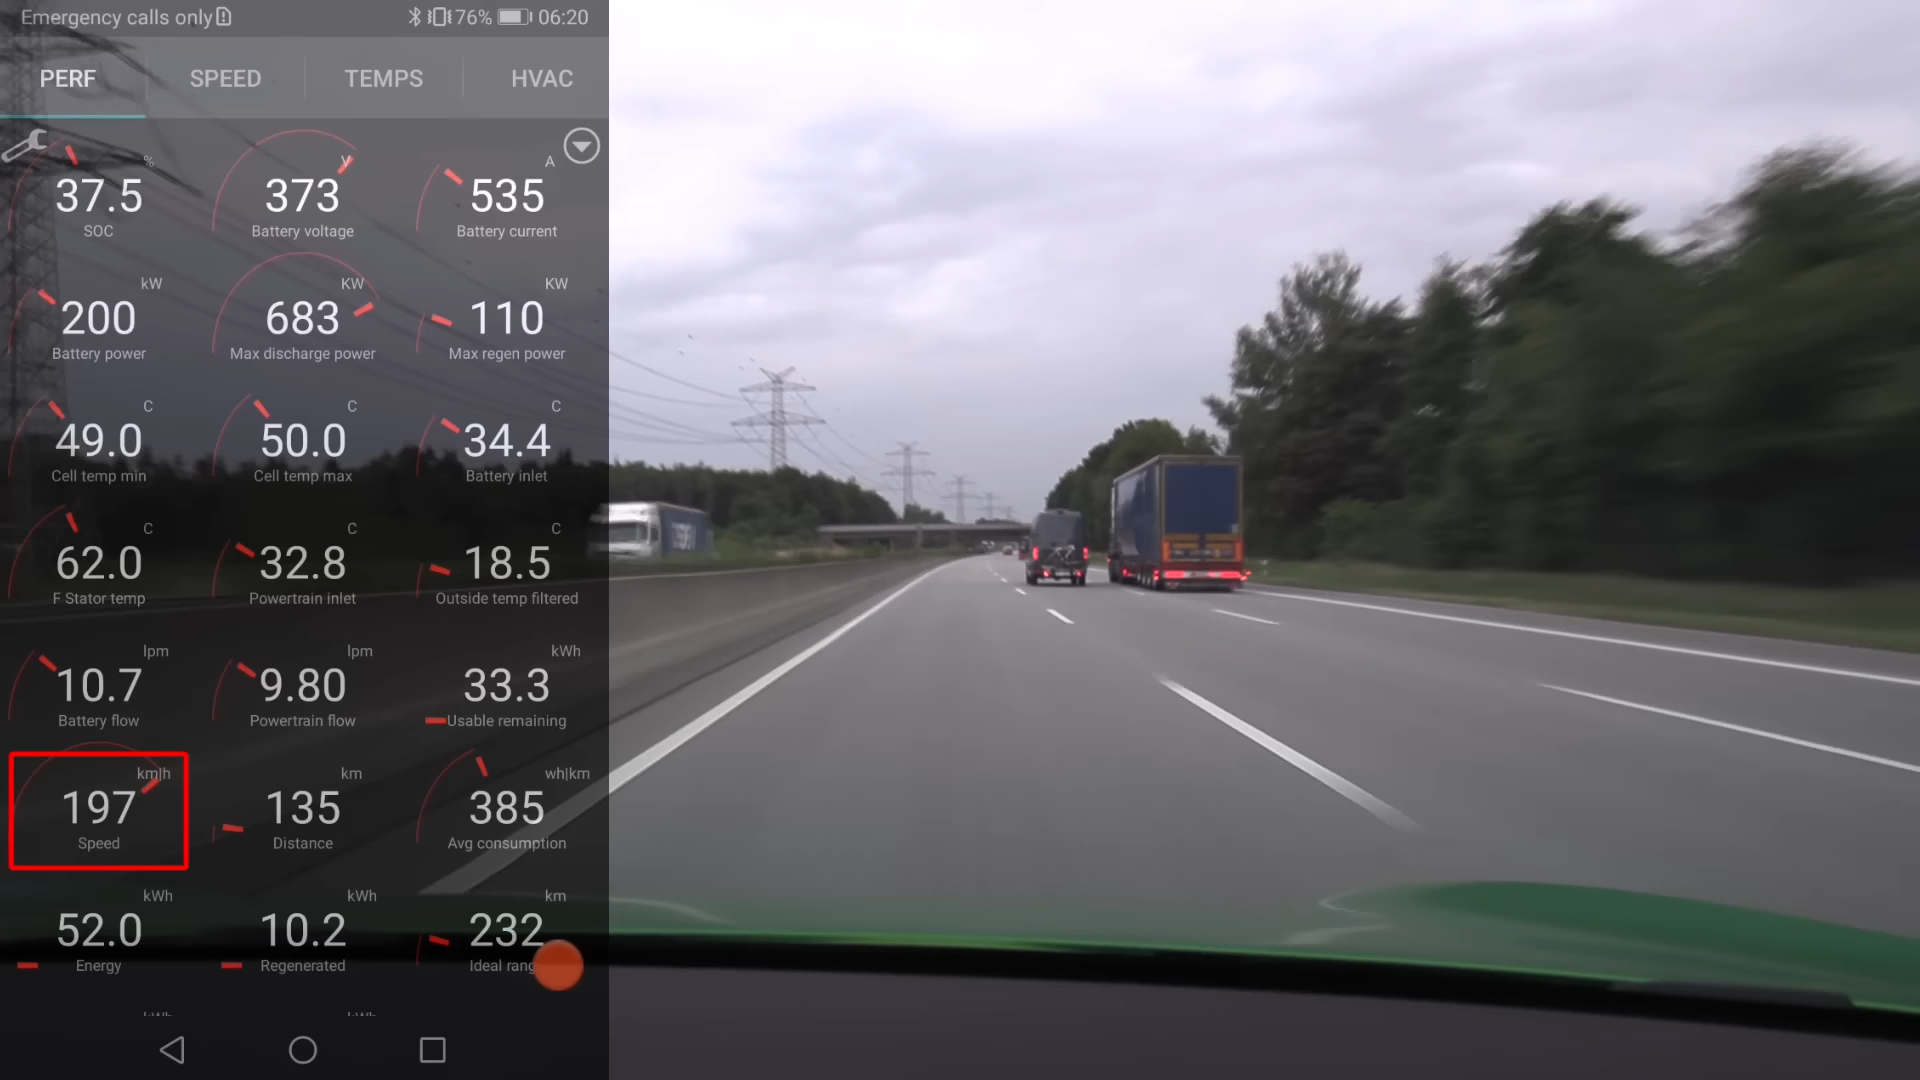 Emergency calls only
76% 06:20
PERF SPEED TEMPS HVAC
% V A
37.5 373 535
SOC Battery voltage Battery current
kW KW KW
200 683 110
Battery power Max discharge power Max regen power
C C C
49.0 50.0 34.4
Cell temp min Cell temp max Battery inlet
C C C
62.0 32.8 18.5
F Stator temp Powertrain inlet Outside temp filtered
lpm lpm kWh
10.7 9.80 33.3
Battery flow Powertrain flow Usable remaining
km|h km wh|km
197 135 385
Speed Distance Avg consumption
kWh kWh km
52.0 10.2 232
Energy Regenerated Ideal rang